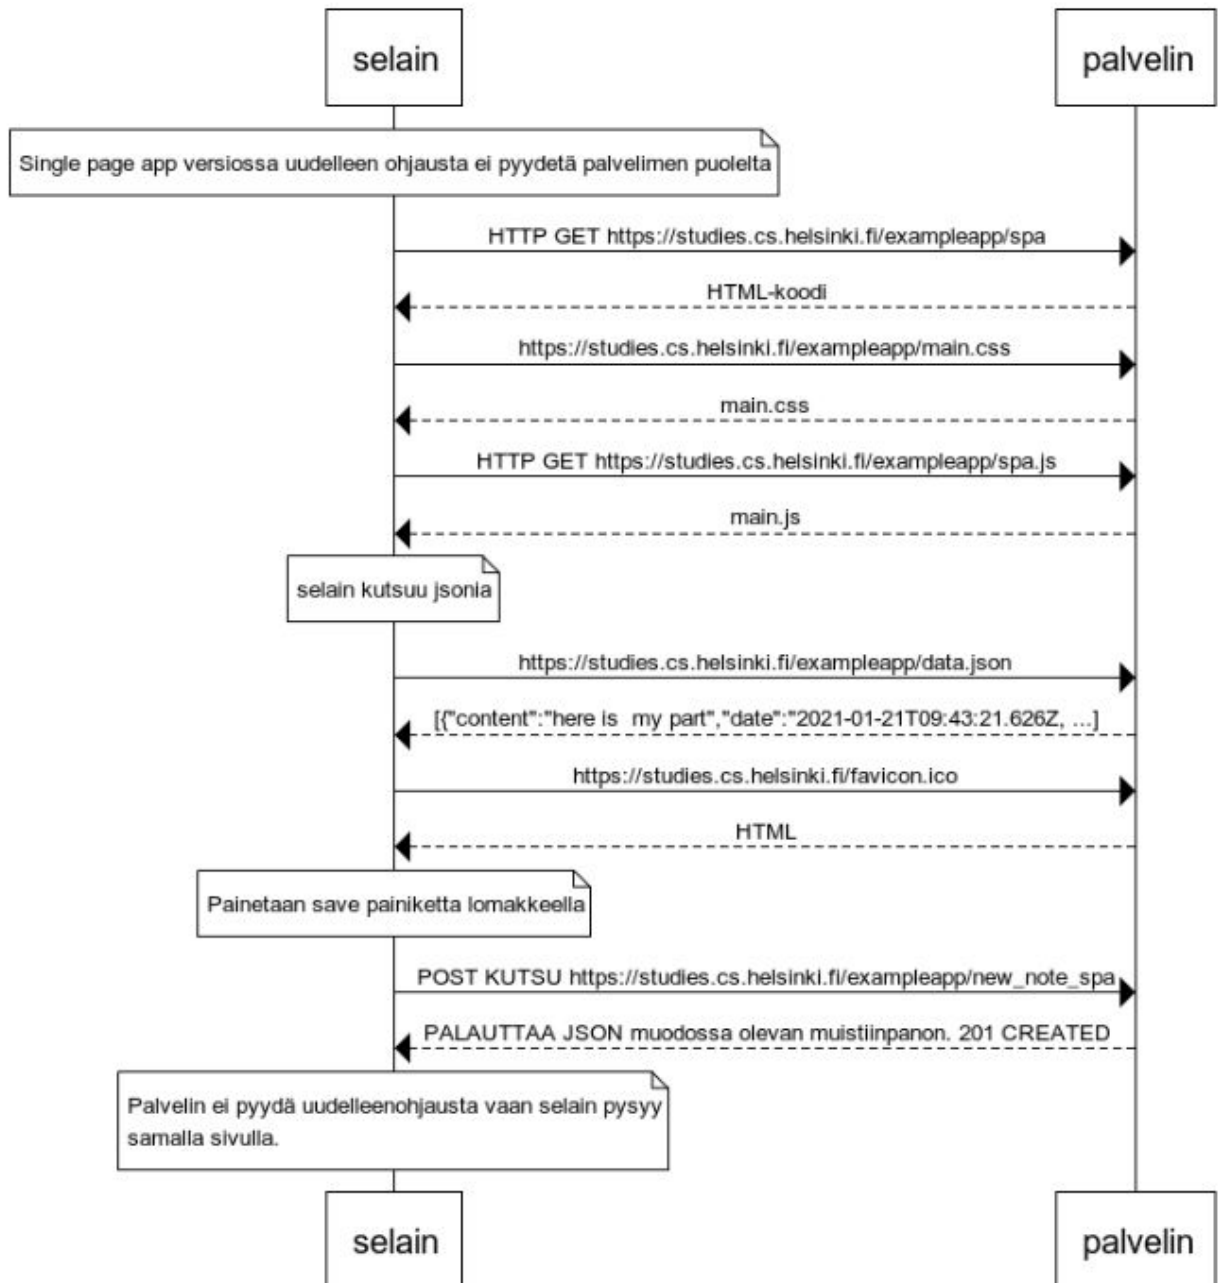 selain
palvelin
Single page app versiossa uudelleen ohjausta ei pyydetä palvelimen puolelta
HTTP GET https://studies.cs.helsinki.fi/exampleapp/spa
HTML-koodi
https://studies.cs.helsinki.fi/exampleapp/main.css
main.css
HTTP GET https://studies.cs.helsinki.fi/exampleapp/spa.js
main.js
selain kutsuu jsonia
https://studies.cs.helsinki.fi/exampleapp/data.json
[{"content":"here is  my part","date":"2021-01-21T09:43:21.626Z, ...]
https://studies.cs.helsinki.fi/favicon.ico
HTML
Painetaan save painiketta lomakkeella
POST KUTSU https://studies.cs.helsinki.fi/exampleapp/new_note_spa
PALAUTTAA JSON muodossa olevan muistiinpanon. 201 CREATED
Palvelin ei pyydä uudelleenohjausta vaan selain pysyy
samalla sivulla.
selain
palvelin